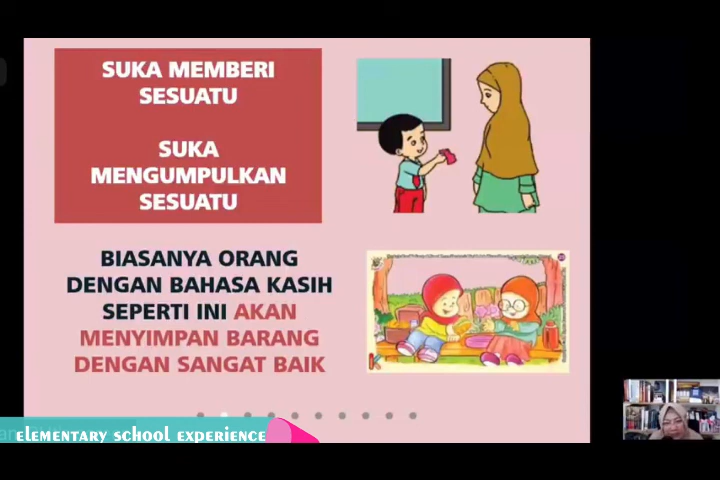 SUKA MEMBERI
SESUATU
SUKA
MENGUMPULKAN
SESUATU
BIASANYA ORANG
DENGAN BAHASA KASIH
SEPERTI INI AKAN
MENYIMPAN BARANG
DENGAN SANGAT BAIK
K
elementary school experience